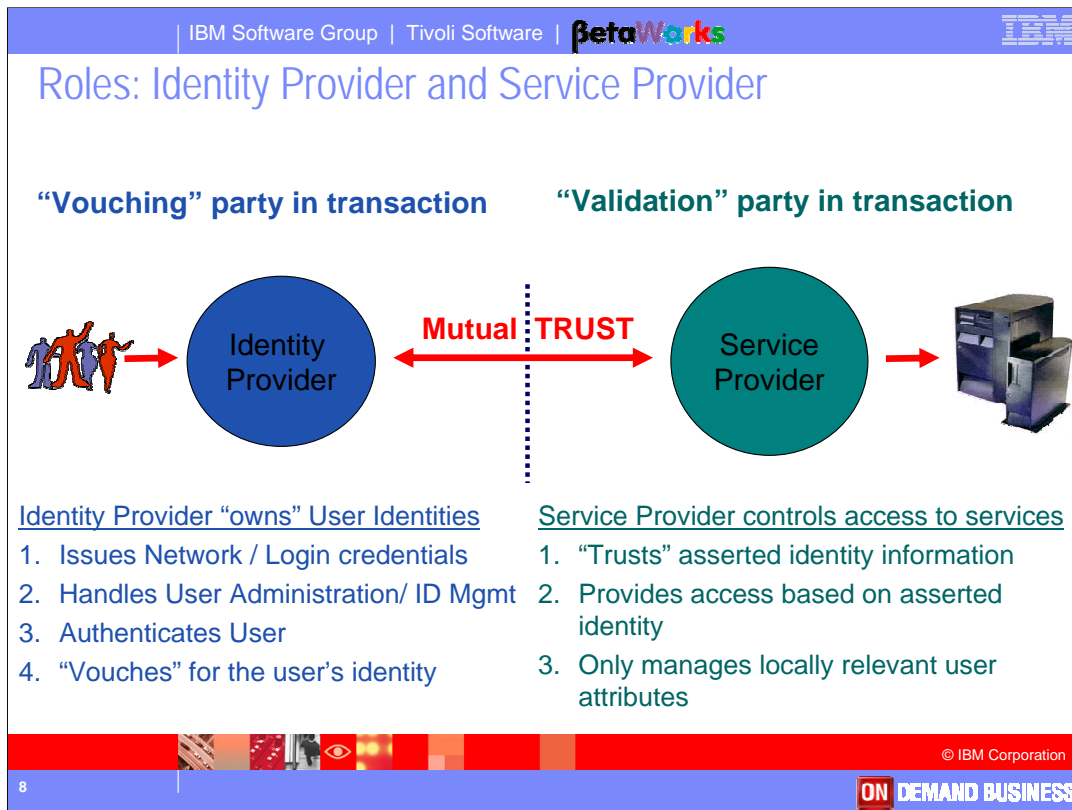 IBM Software Group | Tivoli Software | βetaWorks
IBM
Roles: Identity Provider and Service Provider
“Vouching” party in transaction
“Validation” party in transaction
Mutual TRUST
Identity
Provider
Service
Provider
Identity Provider “owns” User Identities
1. Issues Network / Login credentials
2. Handles User Administration/ ID Mgmt
3. Authenticates User
4. “Vouches” for the user’s identity
Service Provider controls access to services
1. “Trusts” asserted identity information
2. Provides access based on asserted
identity
3. Only manages locally relevant user
attributes
© IBM Corporation
8
ON DEMAND BUSINESS